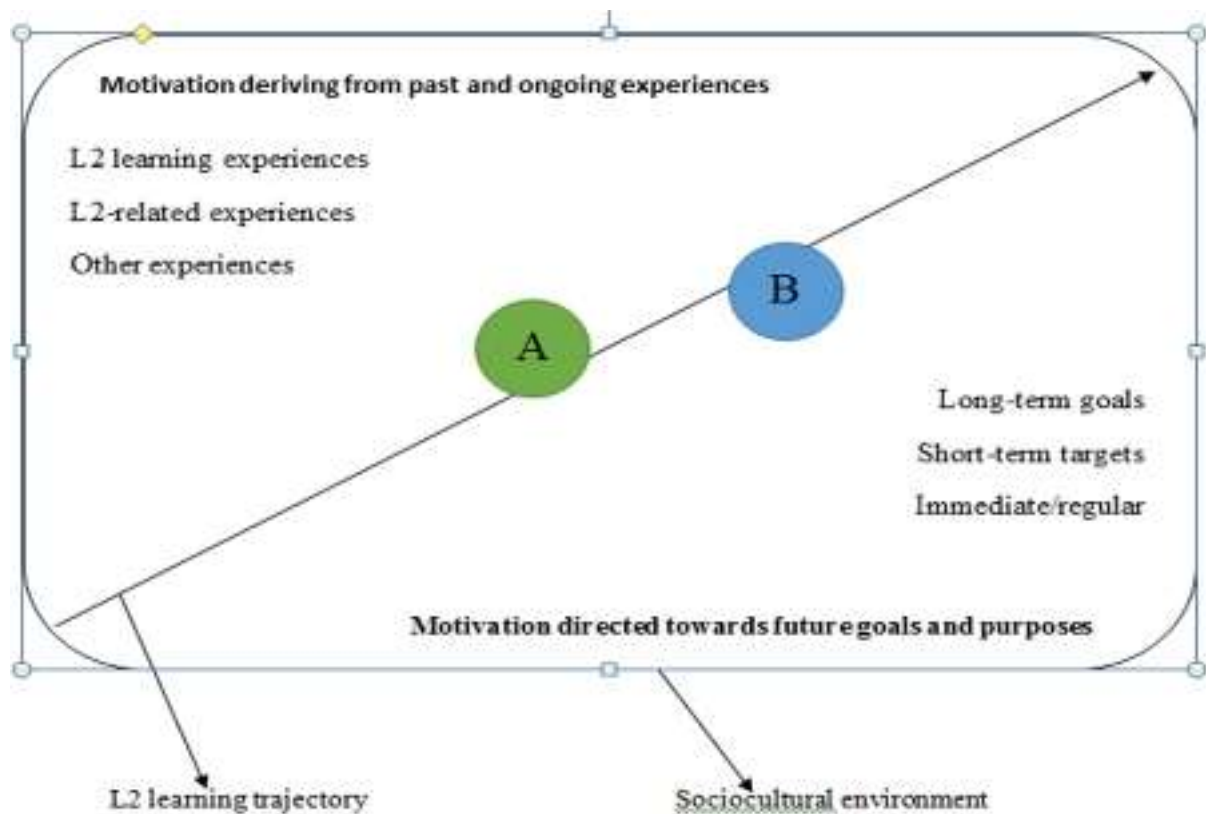 Motivation deriving from past and ongoing experiences
L2 learning experiences
L2-related experiences
Other experiences
B
A
Long-term goals
Short-term targets
Immediate/regular
Motivation directed towards future goals and purposes
L2 learning trajectory
Sociocultural environment